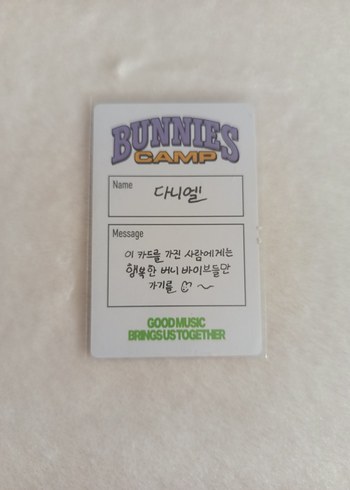 BUNNIES
CAMP
Name
다니엘
Message
이 카드를 가진 사람에게는
행복한 버니 바이브들만
가기를 ~
GOOD MUSIC
BRINGS US TOGETHER